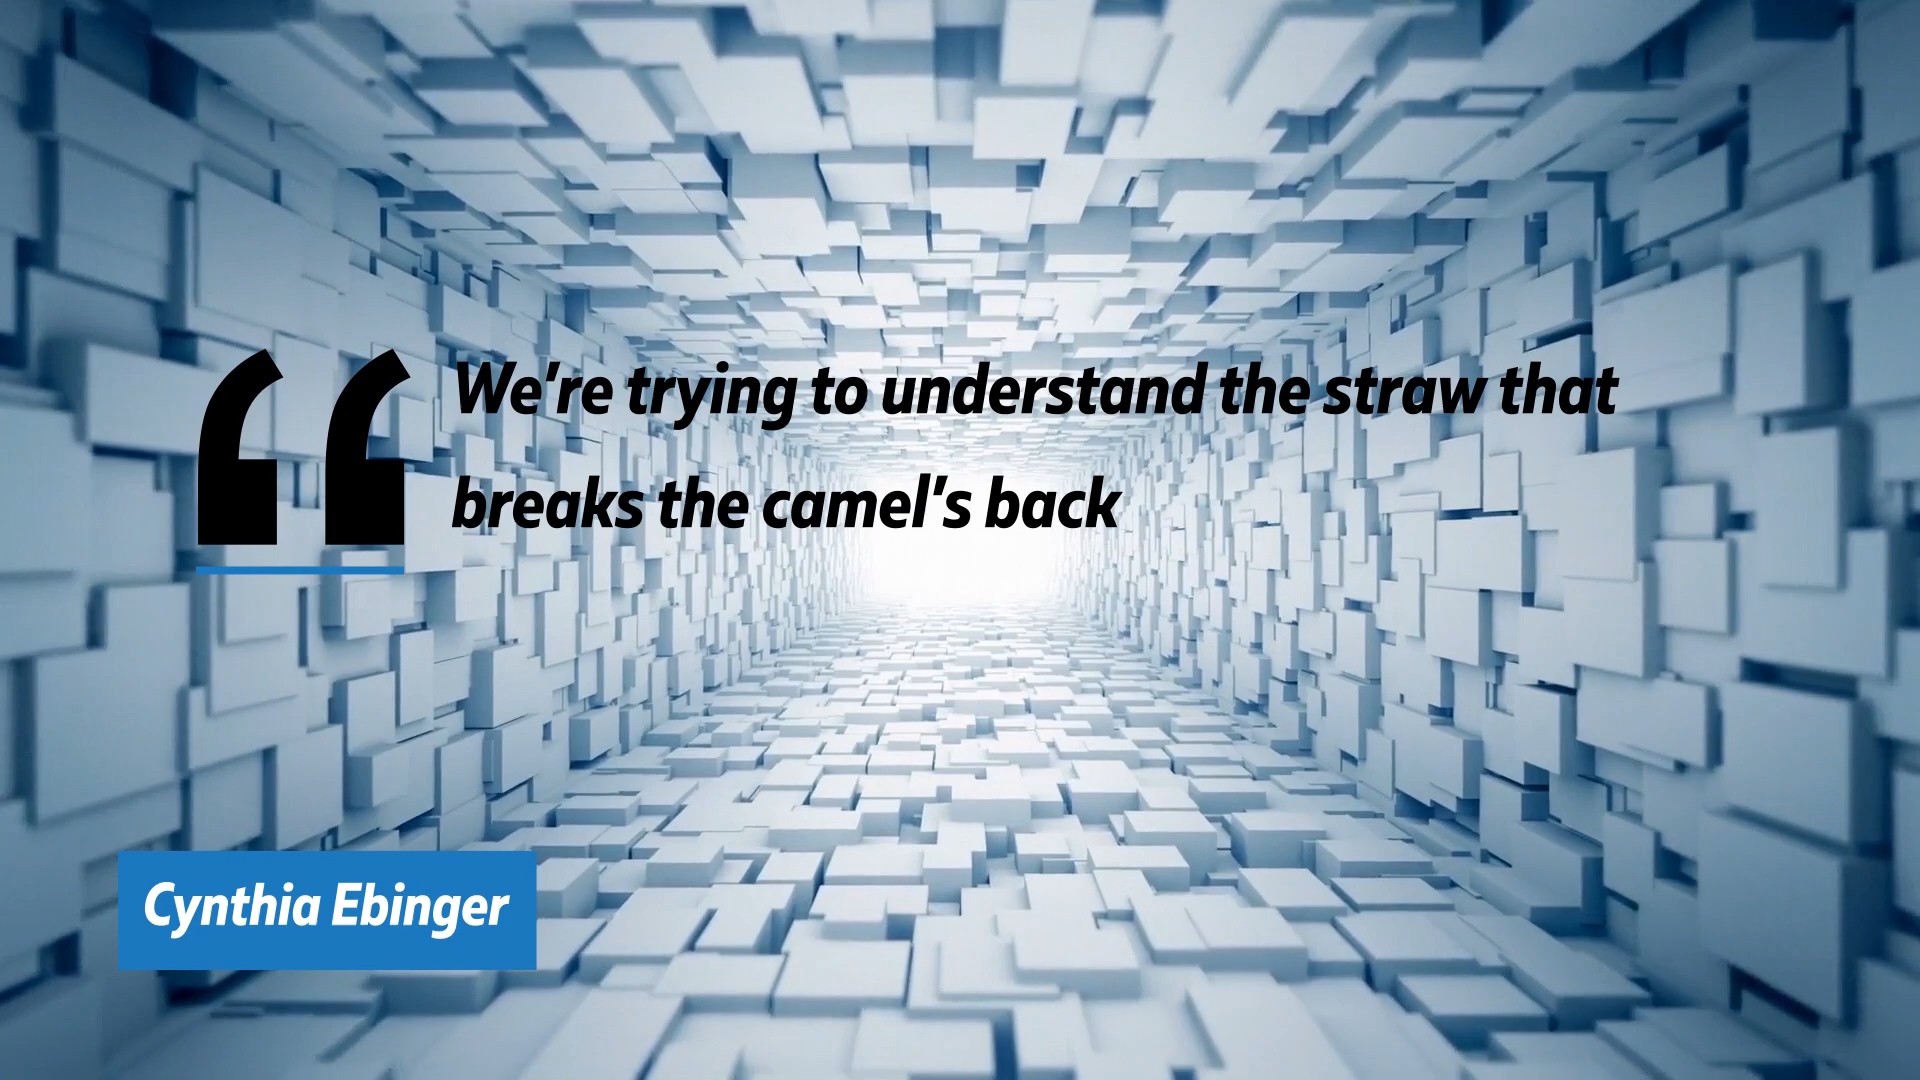 “
We're trying to understand the straw that
breaks the camel's back
Cynthia Ebinger